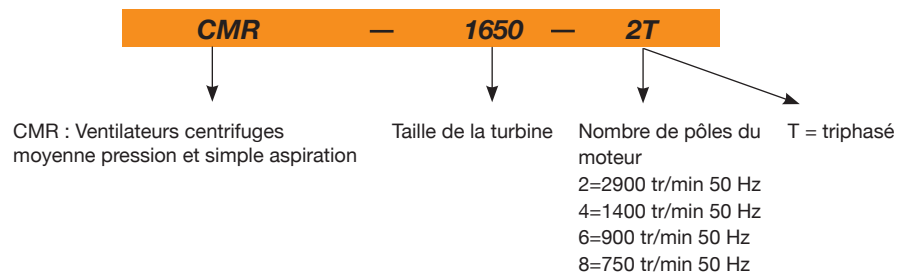 CMR — 1650 — 2T
CMR : Ventilateurs centrifuges
moyenne pression et simple aspiration
Taille de la turbine
Nombre de pôles du
moteur
2=2900 tr/min 50 Hz
4=1400 tr/min 50 Hz
6=900 tr/min 50 Hz
8=750 tr/min 50 Hz
T = triphasé